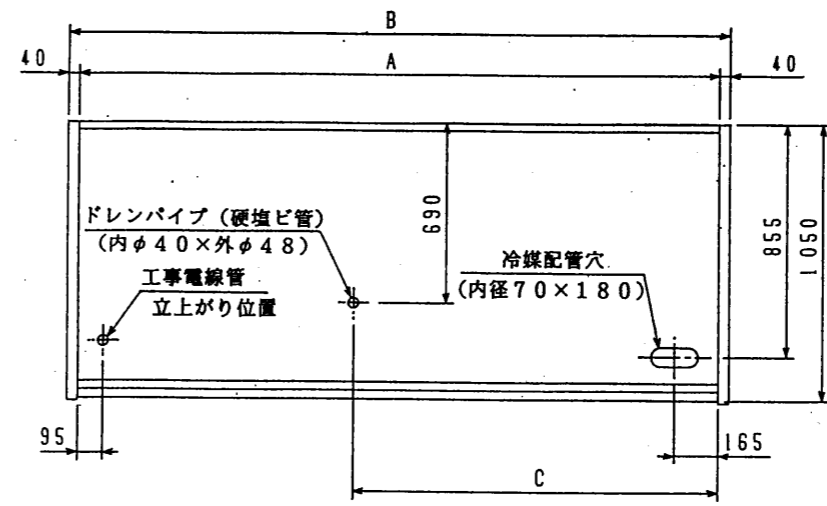 B
40
A
40
690
855
1050
ドレンパイプ（硬塩ビ管）
（内φ40×外φ48）
工事電線管
立上がり位置
冷媒配管穴
（内径70×180）
95
165
C